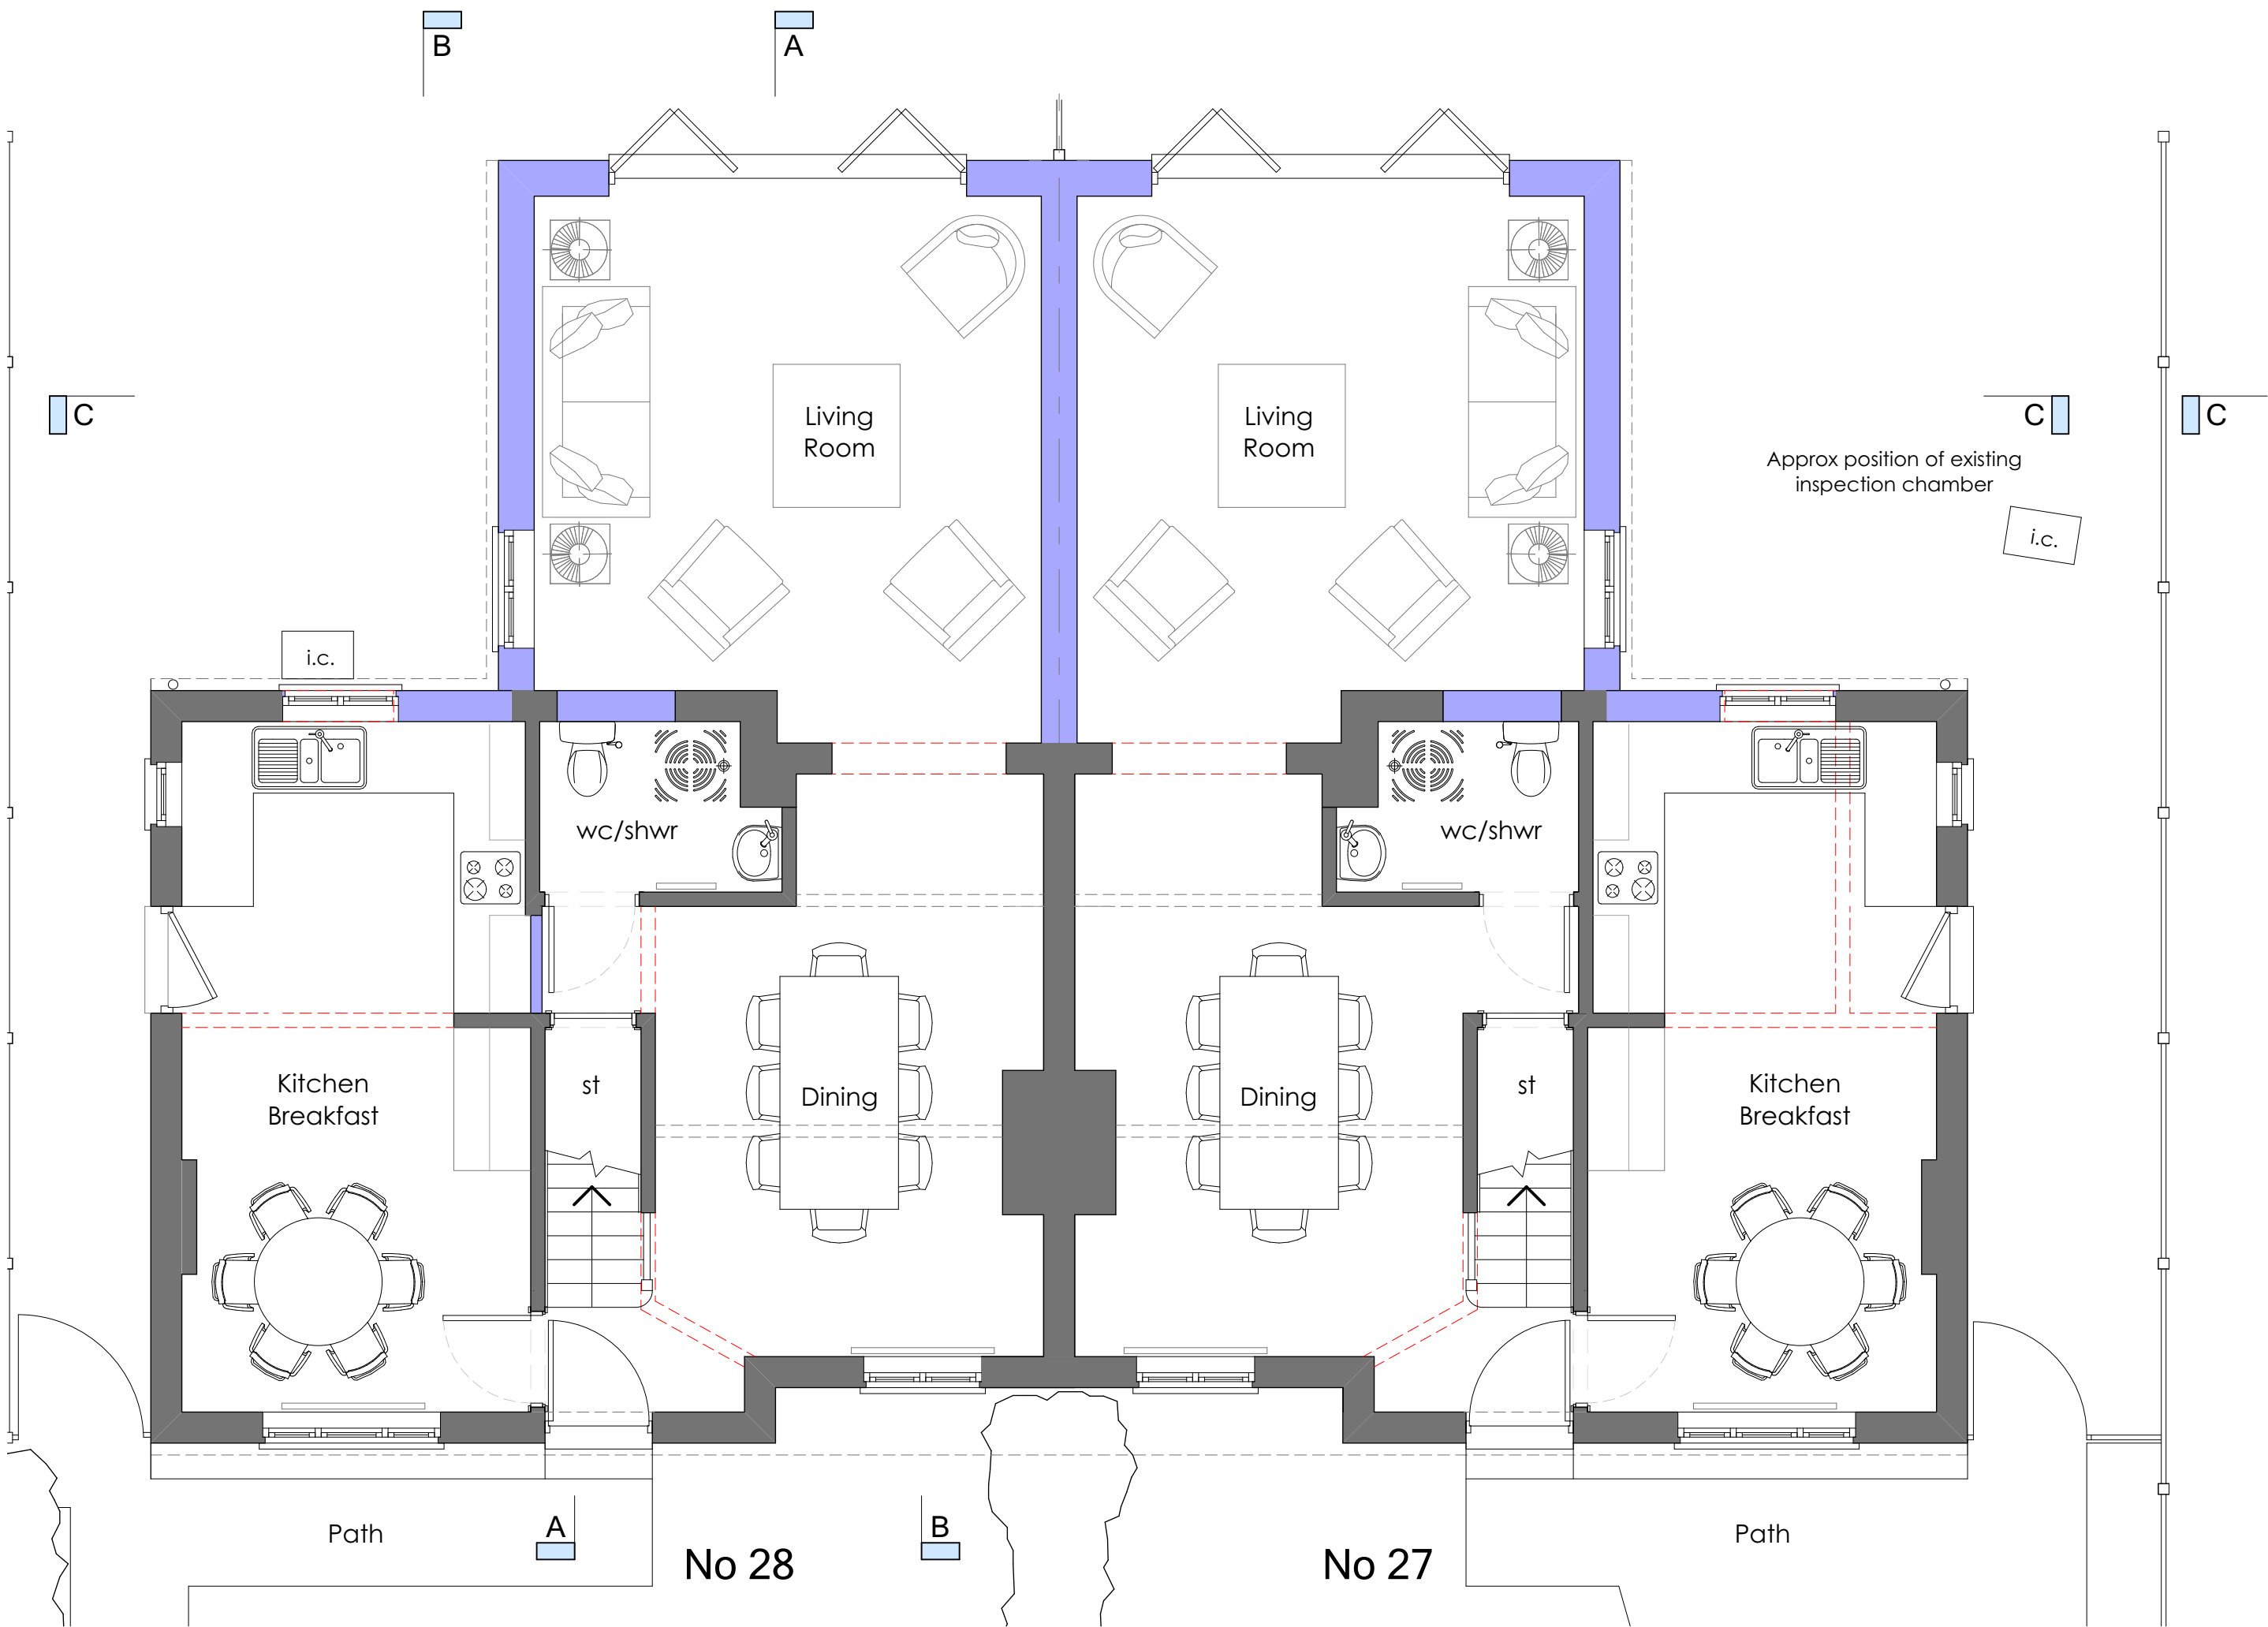 B
A
C
Living
Room
Living
Room
C
C
Approx position of existing
inspection chamber
i.c.
i.c.
wc/shwr
wc/shwr
Kitchen
Breakfast
st
Dining
Dining
st
Kitchen
Breakfast
Path
A
No 28
B
No 27
Path